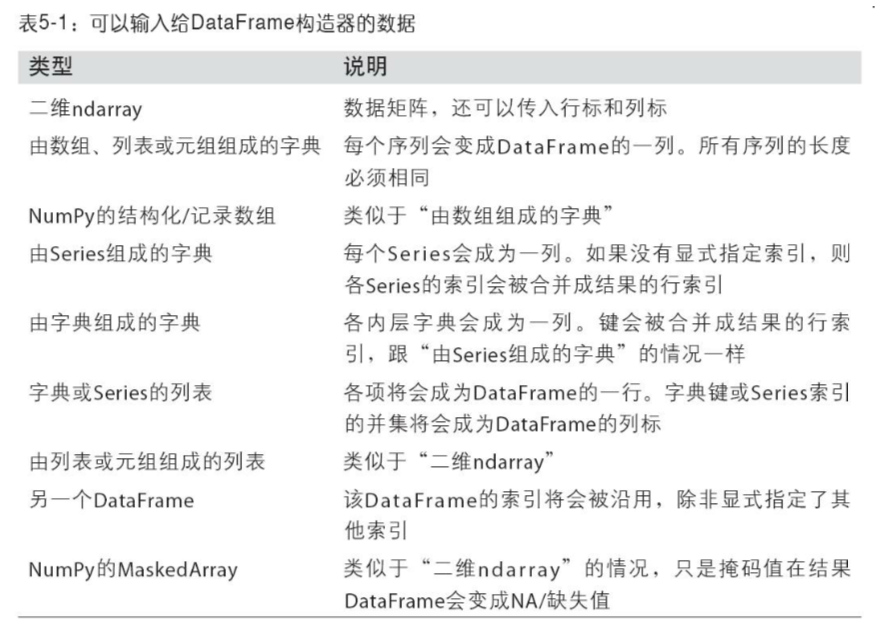 表5-1：可以输入给DataFrame构造器的数据
类型 说明
二维ndarray 数据矩阵，还可以传入行标和列标
由数组、列表或元组组成的字典 每个序列会变成DataFrame的一列。所有序列的长度
必须相同
NumPy的结构化/记录数组 类似于“由数组组成的字典”
由Series组成的字典 每个Series会成为一列。如果没有显式指定索引，则
各Series的索引会被合并成结果的行索引
由字典组成的字典 各内层字典会成为一列。键会被合并成结果的行索
引，跟“由Series组成的字典”的情况一样
字典或Series的列表 各项将会成为DataFrame的一行。字典键或Series索引
的并集将会成为DataFrame的列标
由列表或元组组成的列表 类似于“二维ndarray”
另一个DataFrame 该DataFrame的索引将会被沿用，除非显式指定了其
他索引
NumPy的MaskedArray 类似于“二维ndarray”的情况，只是掩码值在结果
DataFrame会变成NA/缺失值